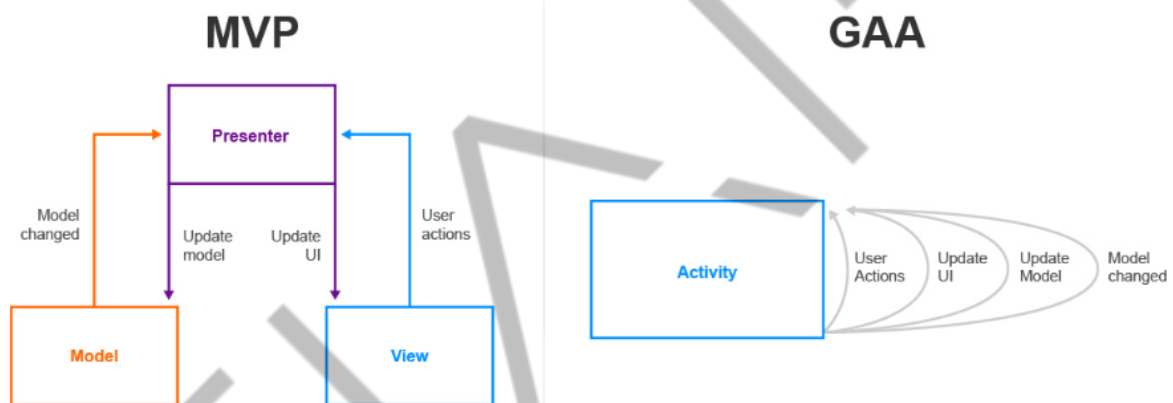 MVP
Presenter
Model
changed
Update
model
Update
UI
User
actions
Model
View
GAA
Activity
User
Actions
Update
UI
Update
Model
Model
changed